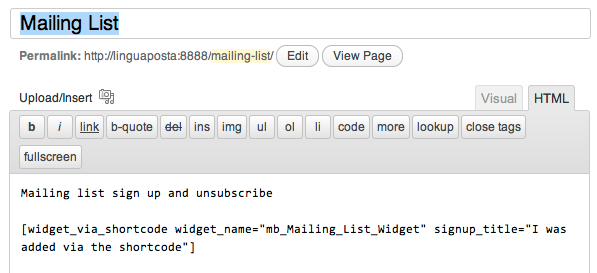 Mailing List
Permalink: http://linguaposta:8888/mailing-list/ Edit View Page
Upload/Insert Visual HTML
b i link b-quote del ins img ul ol li code more lookup close tags
fullscreen
Mailing list sign up and unsubscribe
[widget_via_shortcode widget_name="mb_Mailing_List_Widget" signup_title="I was
added via the shortcode"]